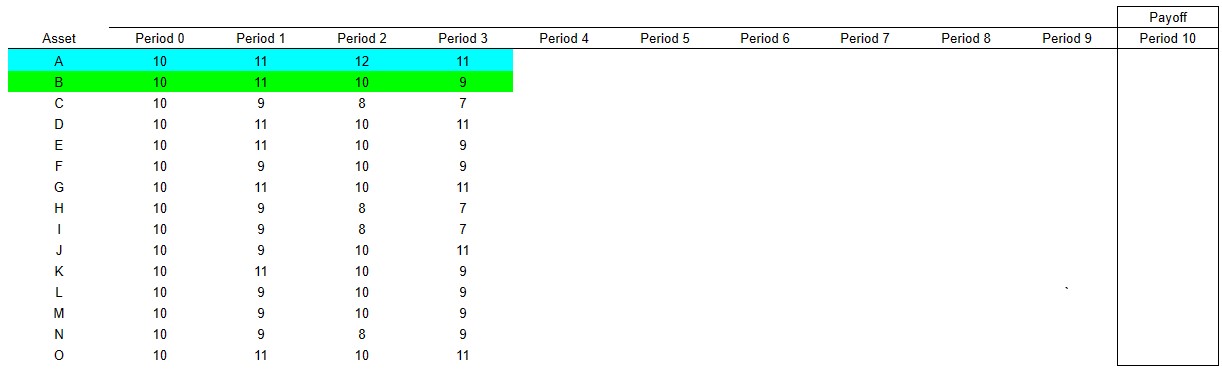 Payoff
Asset Period 0 Period 1 Period 2 Period 3 Period 4 Period 5 Period 6 Period 7 Period 8 Period 9 Period 10
A 10 11 12 11
B 10 11 10 9
C 10 9 8 7
D 10 11 10 11
E 10 11 10 9
F 10 9 10 9
G 10 11 10 11
H 10 9 8 7
I 10 9 8 7
J 10 9 10 11
K 10 11 10 9
L 10 9 10 9 `
M 10 9 10 9
N 10 9 8 9
O 10 11 10 11